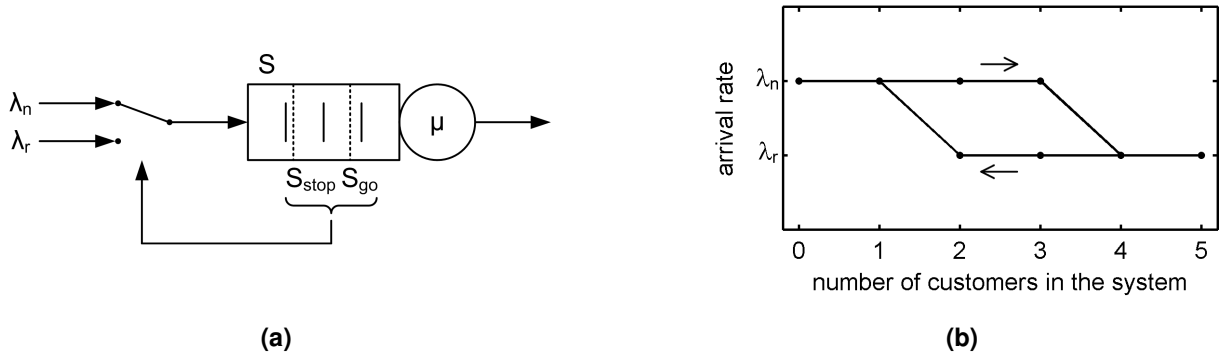 S
λn
λr
μ
Sstop Sgo
(a)
arrival rate
λn
λr
0 1 2 3 4 5
number of customers in the system
(b)